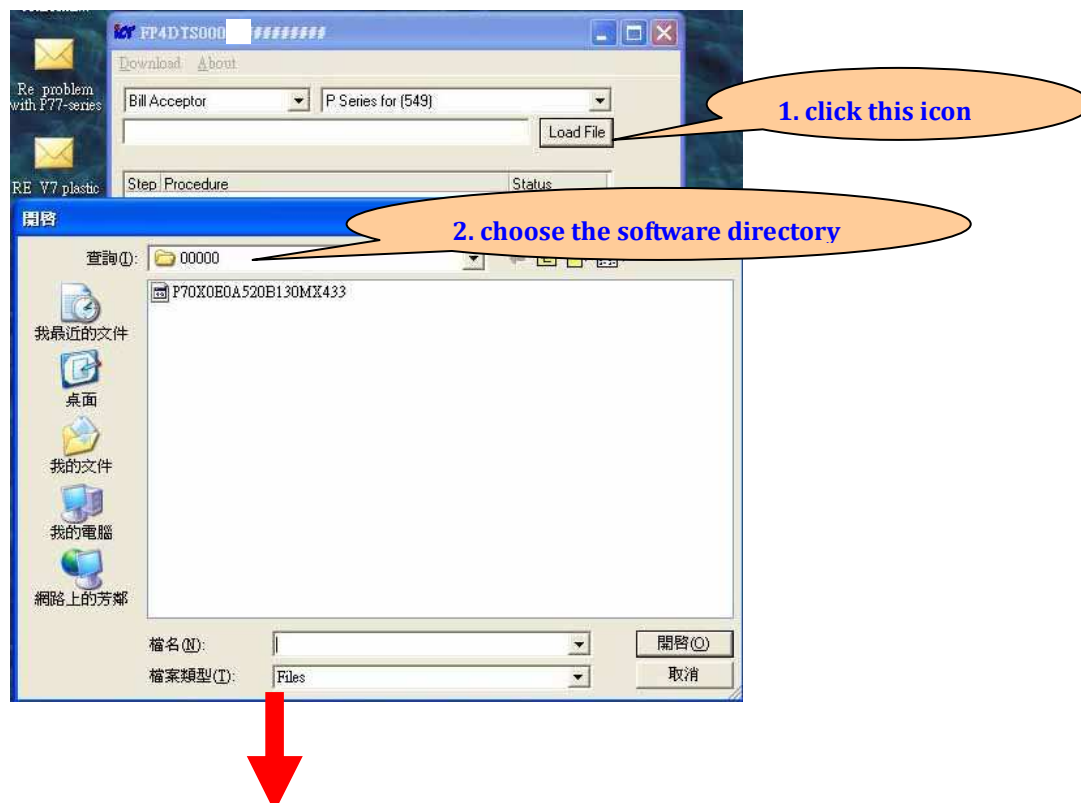 FP4DTS000 #########
Download About
Re problem
with P77-series
Bill Acceptor
P Series for (549)
1. click this icon
Load File
RE V7 plastic
Step Procedure Status
開啓
2. choose the software directory
查詢(I): 00000
P70X0E0A520B130MX433
我最近的文件
桌面
我的文件
我的電腦
網路上的芳鄰
檔名(N): 開啓(O)
檔案類型(T): Files 取消